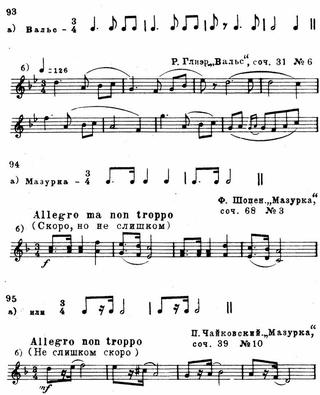 93
а) Вальс – 3/4
б) ♩=126
Р. Глиэр „Вальс“, соч. 31 № 6
94
а) Мазурка – 3/4
Ф. Шопен. „Мазурка,“
соч. 68 № 3
Allegro ma non troppo
б) (Скоро, но не слишком)
f
95
а) или 3/4
П. Чайковский. „Мазурка,“
соч. 39 № 10
Allegro non troppo
б) (Не слишком скоро)
mf